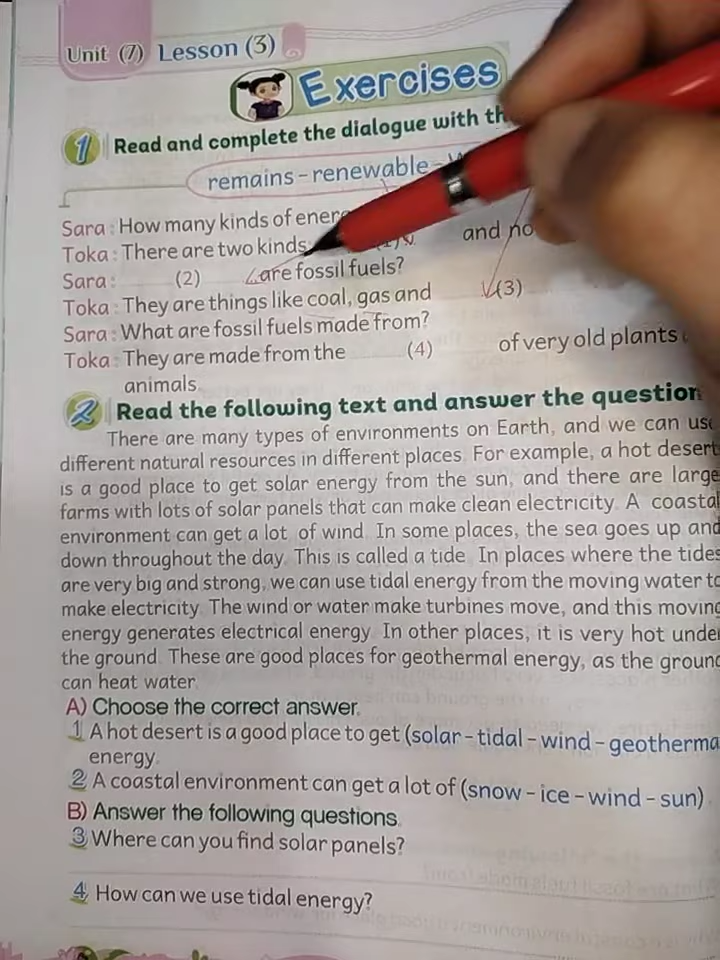 Unit (7) Lesson (3)
Exercises
1 Read and complete the dialogue with
remains – renewable –
Sara : How many kinds of
Toka : There are two kinds: and
Sara : (2) are fossil fuels?
Toka : They are things like coal, gas and (3)
Sara : What are fossil fuels made from?
Toka : They are made from the (4) of very old plants
animals.
2 Read the following text and answer the
There are many types of environments on Earth, and we can
different natural resources in different places. For example, a hot desert
is a good place to get solar energy from the sun, and there are large
farms with lots of solar panels that can make clean electricity. A coastal
environment can get a lot of wind. In some places, the sea goes up and
down throughout the day. This is called a tide. In places where the tides
are very big and strong, we can use tidal energy from the moving water to
make electricity. The wind or water make turbines move, and this moving
energy generates electrical energy. In other places, it is very hot
the ground. These are good places for geothermal energy, as the ground
can heat water.
A) Choose the correct answer.
1 A hot desert is a good place to get (solar – tidal – wind –
energy.
2 A coastal environment can get a lot of (snow – ice – wind – sun)
B) Answer the following questions.
3 Where can you find solar panels?
4 How can we use tidal energy?